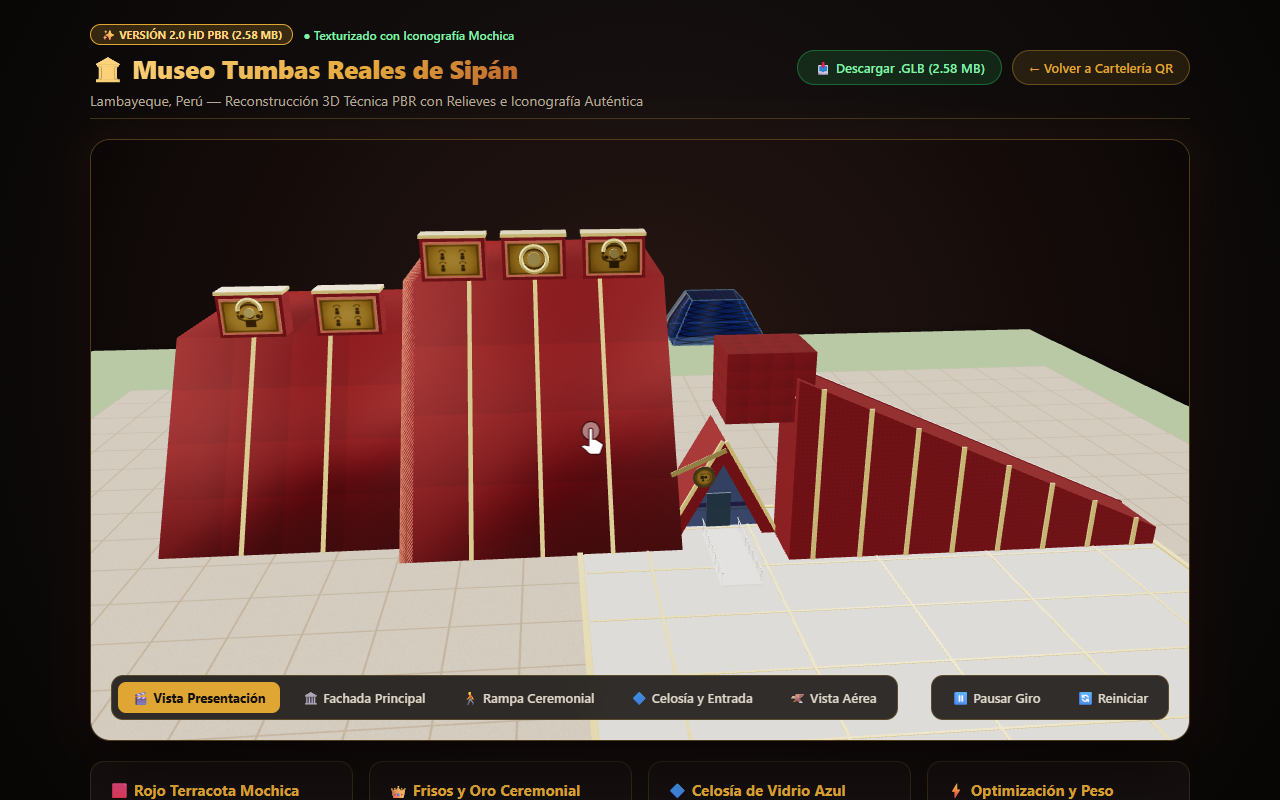 ✨ VERSIÓN 2.0 HD PBR (2.58 MB)
● Texturizado con Iconografía Mochica
🏛️ Museo Tumbas Reales de Sipán
Lambayeque, Perú — Reconstrucción 3D Técnica PBR con Relieves e Iconografía Auténtica
📥 Descargar .GLB (2.58 MB)
← Volver a Cartelería QR
🎬 Vista Presentación
🏛️ Fachada Principal
🚶 Rampa Ceremonial
🔷 Celosía y Entrada
🦅 Vista Aérea
⏸️ Pausar Giro
🔄 Reiniciar
🟥 Rojo Terracota Mochica
👑 Frisos y Oro Ceremonial
🔷 Celosía de Vidrio Azul
⚡ Optimización y Peso